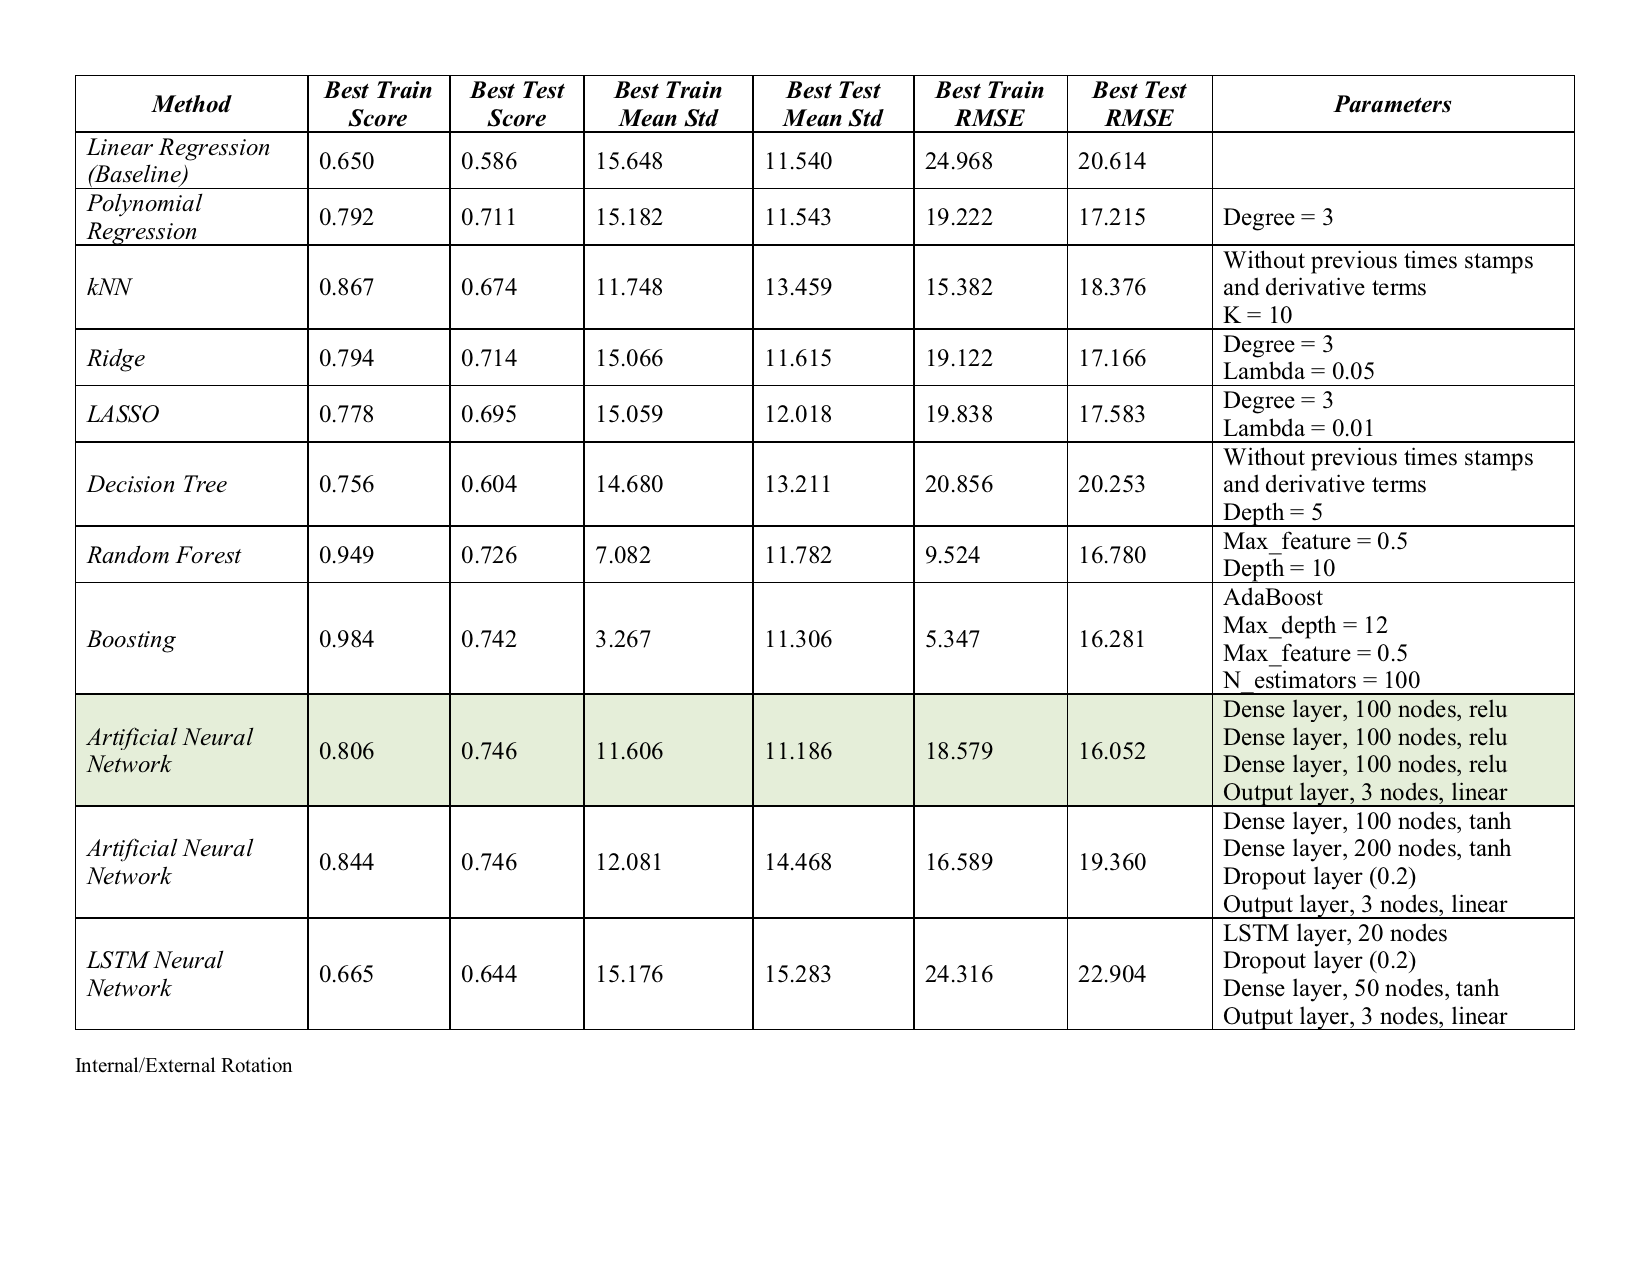 Method
Best Train
Score
Best Test
Score
Best Train
Mean Std
Best Test
Mean Std
Best Train
RMSE
Best Test
RMSE
Parameters
Linear Regression
(Baseline)
0.650
0.586
15.648
11.540
24.968
20.614
Polynomial
Regression
0.792
0.711
15.182
11.543
19.222
17.215
Degree = 3
kNN
0.867
0.674
11.748
13.459
15.382
18.376
Without previous times stamps
and derivative terms
K = 10
Ridge
0.794
0.714
15.066
11.615
19.122
17.166
Degree = 3
Lambda = 0.05
LASSO
0.778
0.695
15.059
12.018
19.838
17.583
Degree = 3
Lambda = 0.01
Decision Tree
0.756
0.604
14.680
13.211
20.856
20.253
Without previous times stamps
and derivative terms
Depth = 5
Random Forest
0.949
0.726
7.082
11.782
9.524
16.780
Max_feature = 0.5
Depth = 10
Boosting
0.984
0.742
3.267
11.306
5.347
16.281
AdaBoost
Max_depth = 12
Max_feature = 0.5
N_estimators = 100
Artificial Neural
Network
0.806
0.746
11.606
11.186
18.579
16.052
Dense layer, 100 nodes, relu
Dense layer, 100 nodes, relu
Dense layer, 100 nodes, relu
Output layer, 3 nodes, linear
Artificial Neural
Network
0.844
0.746
12.081
14.468
16.589
19.360
Dense layer, 100 nodes, tanh
Dense layer, 200 nodes, tanh
Dropout layer (0.2)
Output layer, 3 nodes, linear
LSTM Neural
Network
0.665
0.644
15.176
15.283
24.316
22.904
LSTM layer, 20 nodes
Dropout layer (0.2)
Dense layer, 50 nodes, tanh
Output layer, 3 nodes, linear
Internal/External Rotation